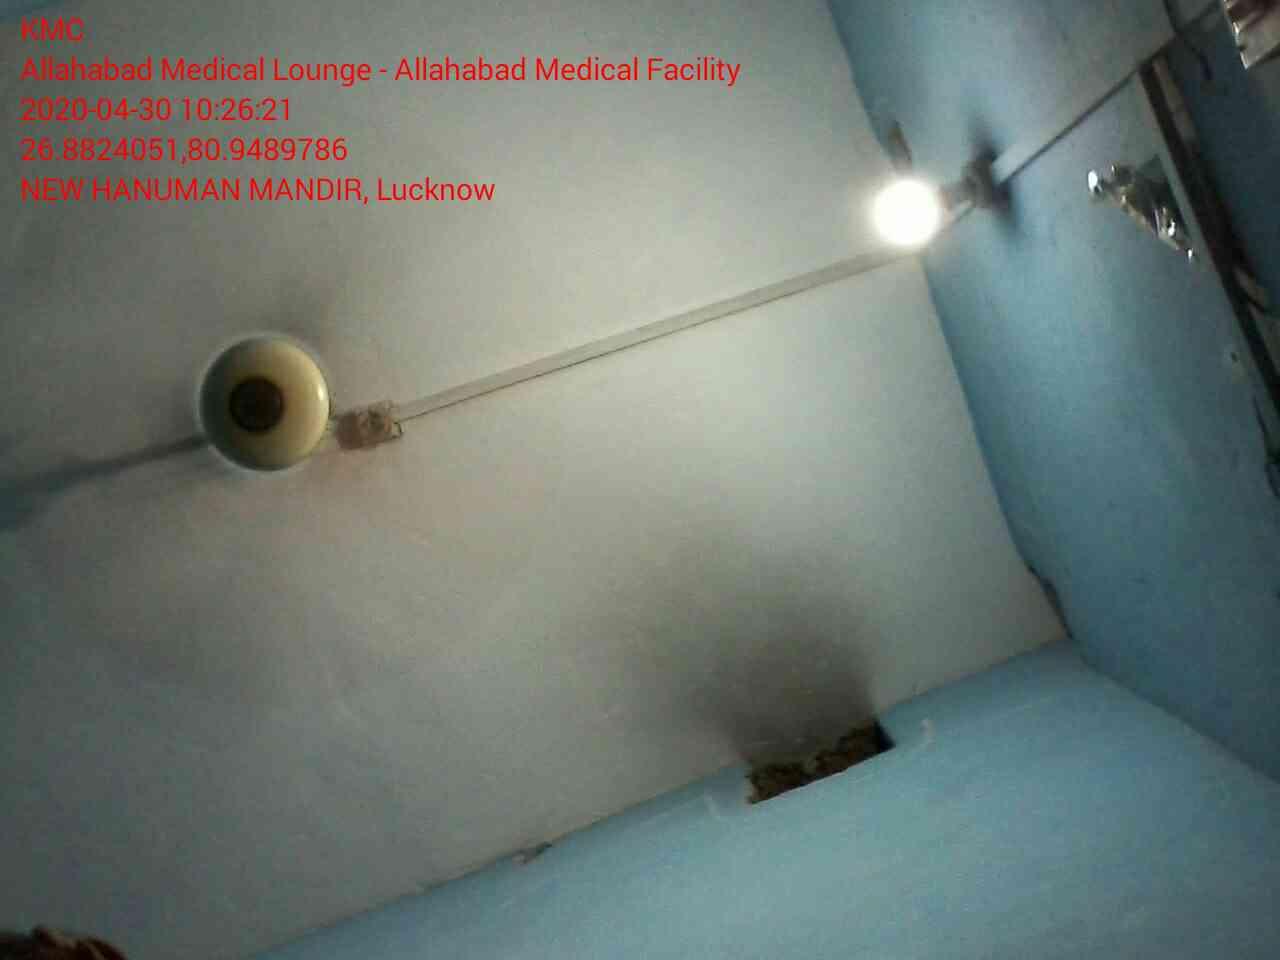 KMC
Allahabad Medical Lounge - Allahabad Medical Facility
2020-04-30 10:26:21
26.8824051,80.9489786
NEW HANUMAN MANDIR, Lucknow